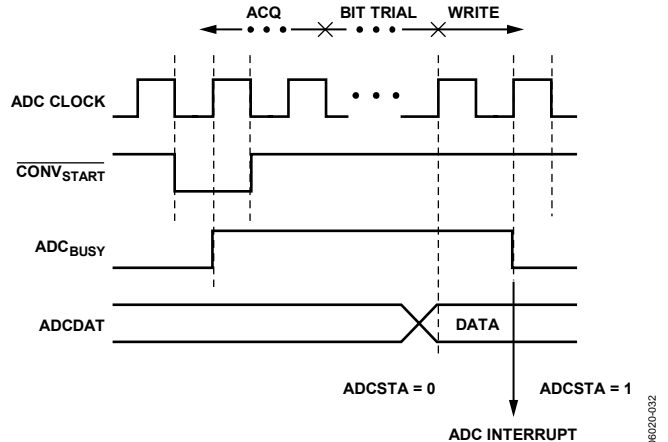 ACQ BIT TRIAL WRITE
ADC CLOCK
CONVSTART
ADCBUSY
ADCDAT DATA
ADCSTA = 0 ADCSTA = 1
ADC INTERRUPT
06020-032